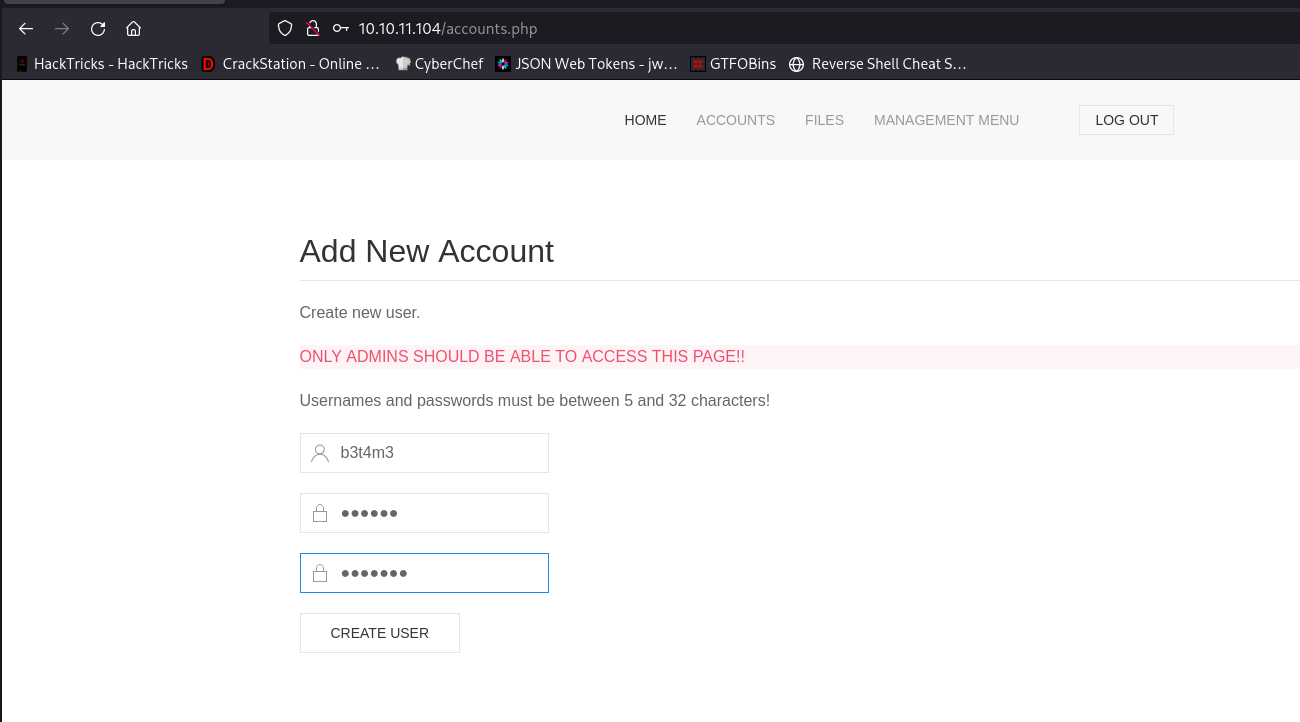 10.10.11.104/accounts.php
HackTricks - HackTricks CrackStation - Online ... CyberChef JSON Web Tokens - jw... GTFOBins Reverse Shell Cheat S...
HOME ACCOUNTS FILES MANAGEMENT MENU LOG OUT
Add New Account
Create new user.
ONLY ADMINS SHOULD BE ABLE TO ACCESS THIS PAGE!!
Usernames and passwords must be between 5 and 32 characters!
b3t4m3
●●●●●●
●●●●●●●
CREATE USER